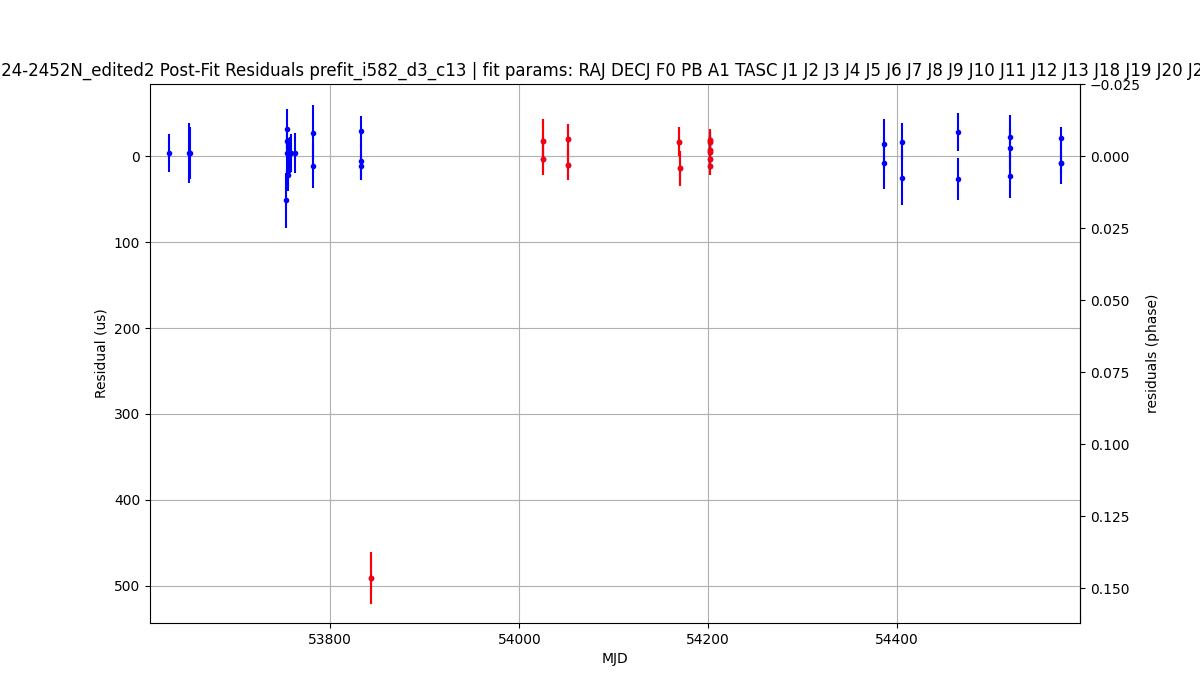 24-2452N_edited2 Post-Fit Residuals prefit_i582_d3_c13 | fit params: RAJ DECJ F0 PB A1 TASC J1 J2 J3 J4 J5 J6 J7 J8 J9 J10 J11 J12 J13 J18 J19 J20 J2
−0.025
0 0.000
100 0.025
200 0.050
300 0.075
400 0.100
0.125
500 0.150
Residual (us)
residuals (phase)
53800 54000 54200 54400
MJD